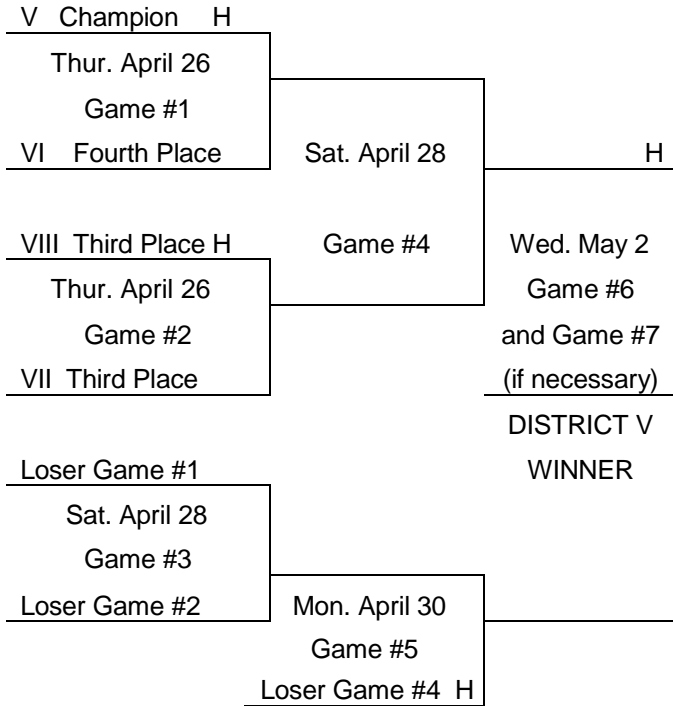 V Champion H
Thur. April 26
Game #1
VI Fourth Place
Sat. April 28
H
VIII Third Place H
Game #4
Wed. May 2
Thur. April 26
Game #6
Game #2
and Game #7
VII Third Place
(if necessary)
DISTRICT V
Loser Game #1
WINNER
Sat. April 28
Game #3
Loser Game #2
Mon. April 30
Game #5
Loser Game #4 H